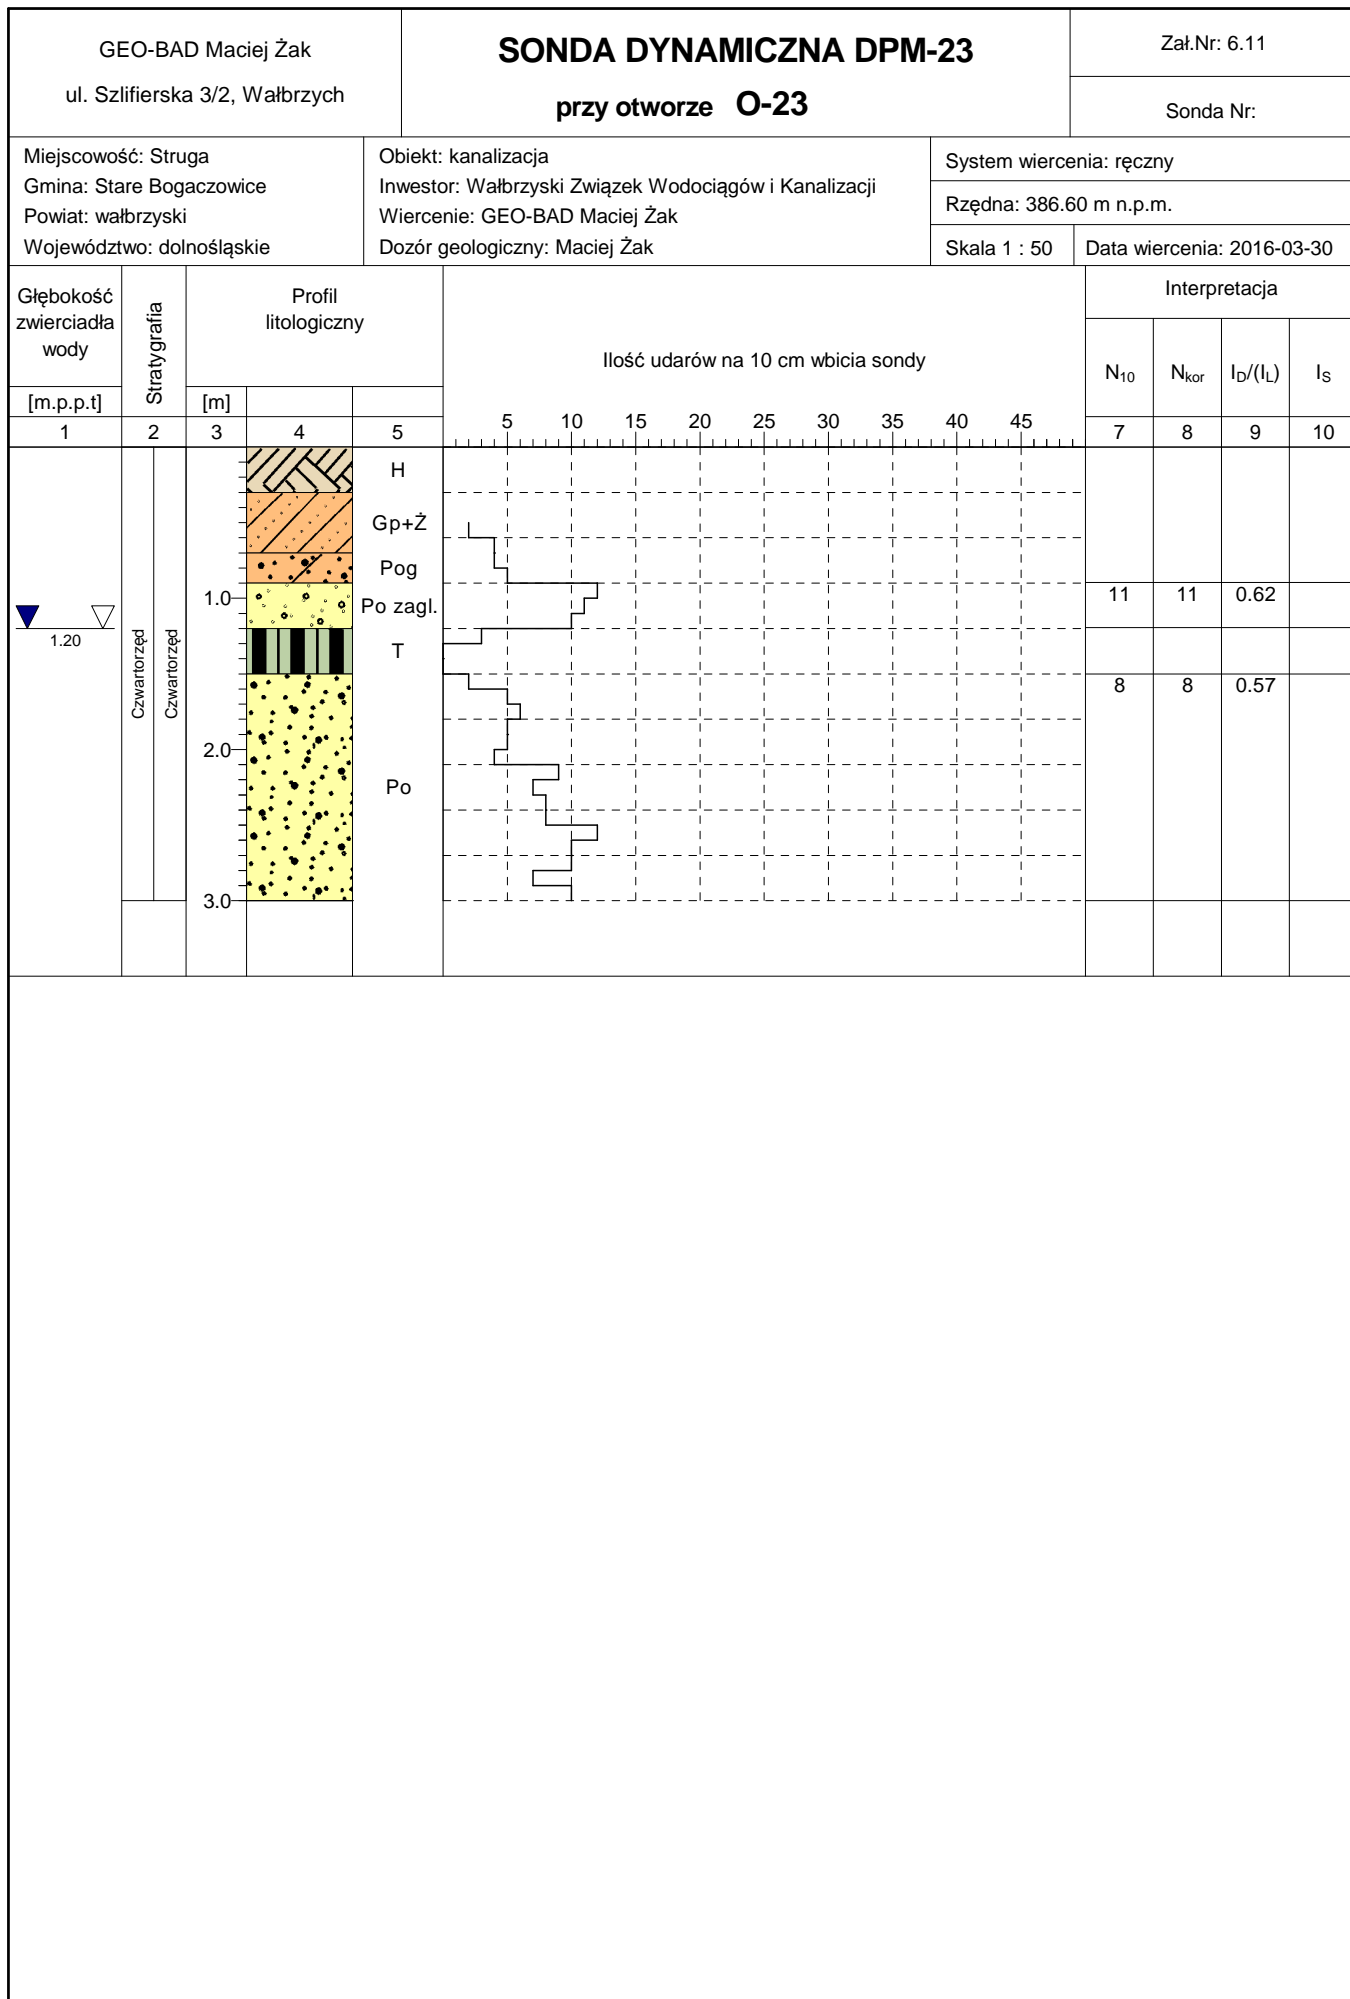 GEO-BAD Maciej Żak
ul. Szlifierska 3/2, Wałbrzych
SONDA DYNAMICZNA DPM-23
przy otworze O-23
Zał.Nr: 6.11
Sonda Nr:
Miejscowość: Struga
Gmina: Stare Bogaczowice
Powiat: wałbrzyski
Województwo: dolnośląskie
Obiekt: kanalizacja
Inwestor: Wałbrzyski Związek Wodociągów i Kanalizacji
Wiercenie: GEO-BAD Maciej Żak
Dozór geologiczny: Maciej Żak
System wiercenia: ręczny
Rzędna: 386.60 m n.p.m.
Skala 1 : 50
Data wiercenia: 2016-03-30
Głębokość
zwierciadła
wody
[m.p.p.t]
Stratygrafia
Profil
litologiczny
[m]
Ilość udarów na 10 cm wbicia sondy
Interpretacja
N10
Nkor
ID/(IL)
IS
5 10 15 20 25 30 35 40 45
1 2 3 4 5 7 8 9 10
H
Gp+Ż
Pog
1.0 Po zagl. 11 11 0.62
1.20
T
Czwartorzęd
Czwartorzęd
8 8 0.57
2.0
Po
3.0